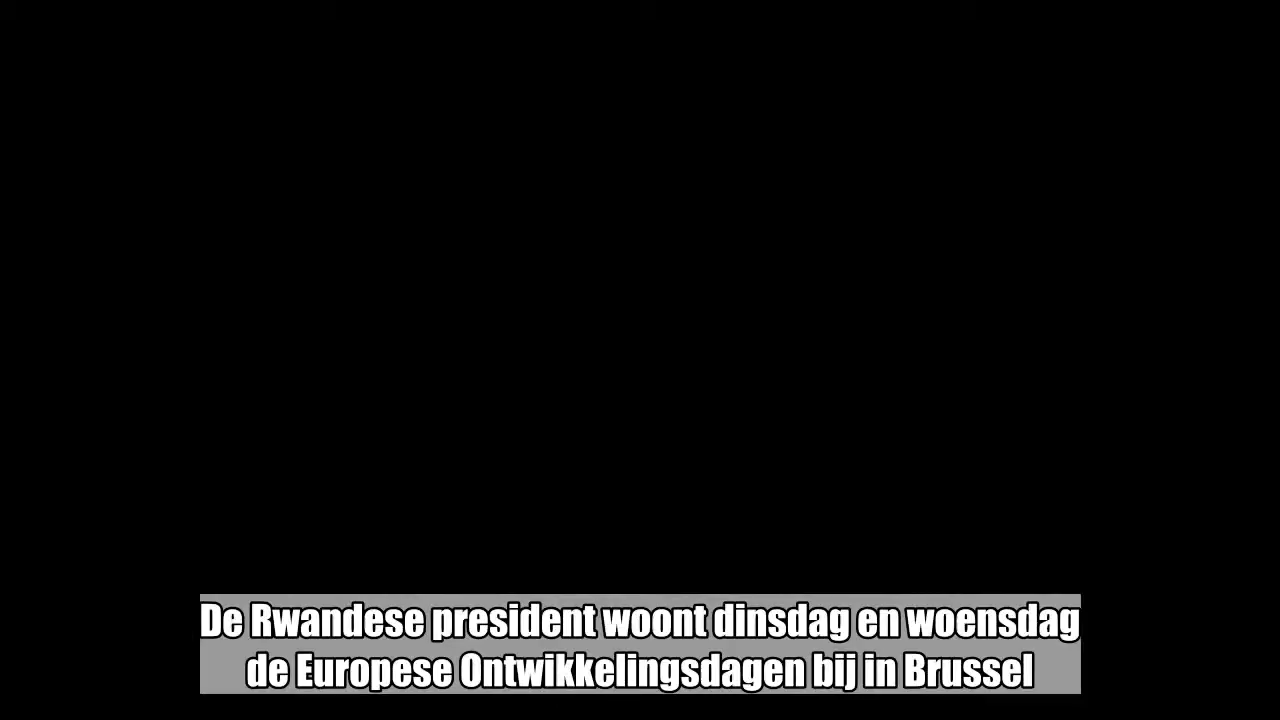 De Rwandese president woont dinsdag en woensdag
de Europese Ontwikkelingsdagen bij in Brussel